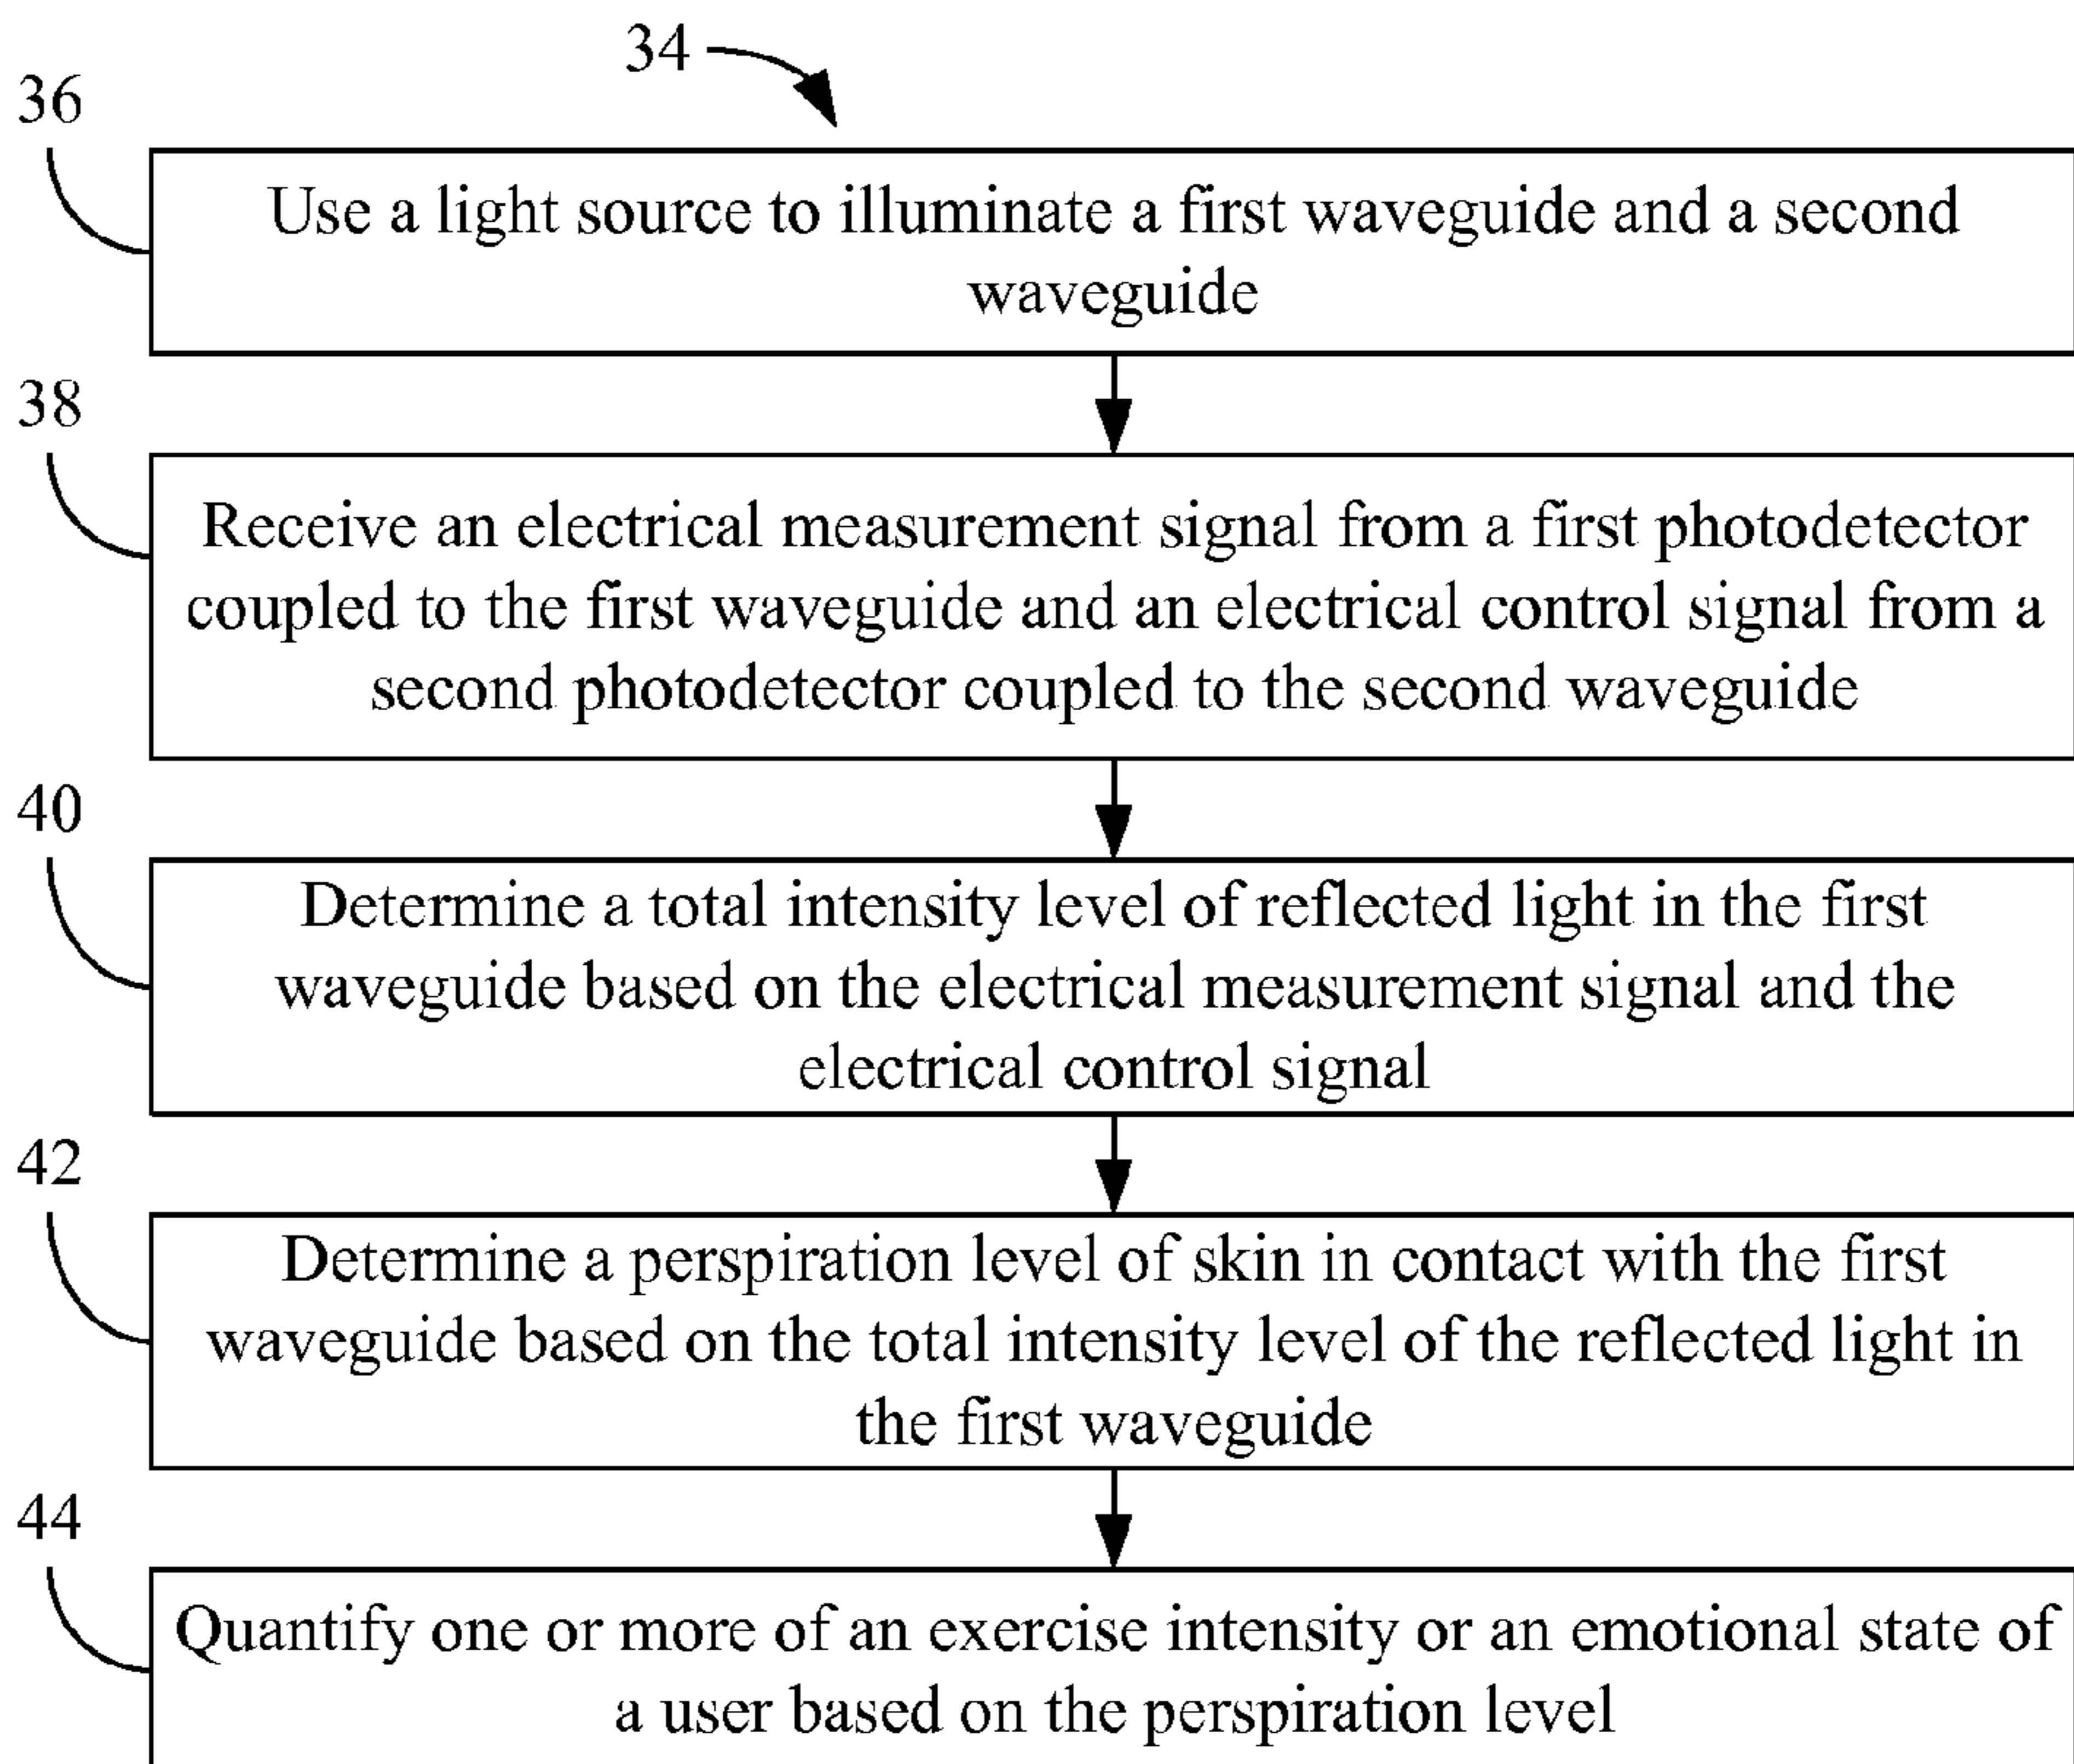 34
36
Use a light source to illuminate a first waveguide and a second
waveguide
38
Receive an electrical measurement signal from a first photodetector
coupled to the first waveguide and an electrical control signal from a
second photodetector coupled to the second waveguide
40
Determine a total intensity level of reflected light in the first
waveguide based on the electrical measurement signal and the
electrical control signal
42
Determine a perspiration level of skin in contact with the first
waveguide based on the total intensity level of the reflected light in
the first waveguide
44
Quantify one or more of an exercise intensity or an emotional state of
a user based on the perspiration level